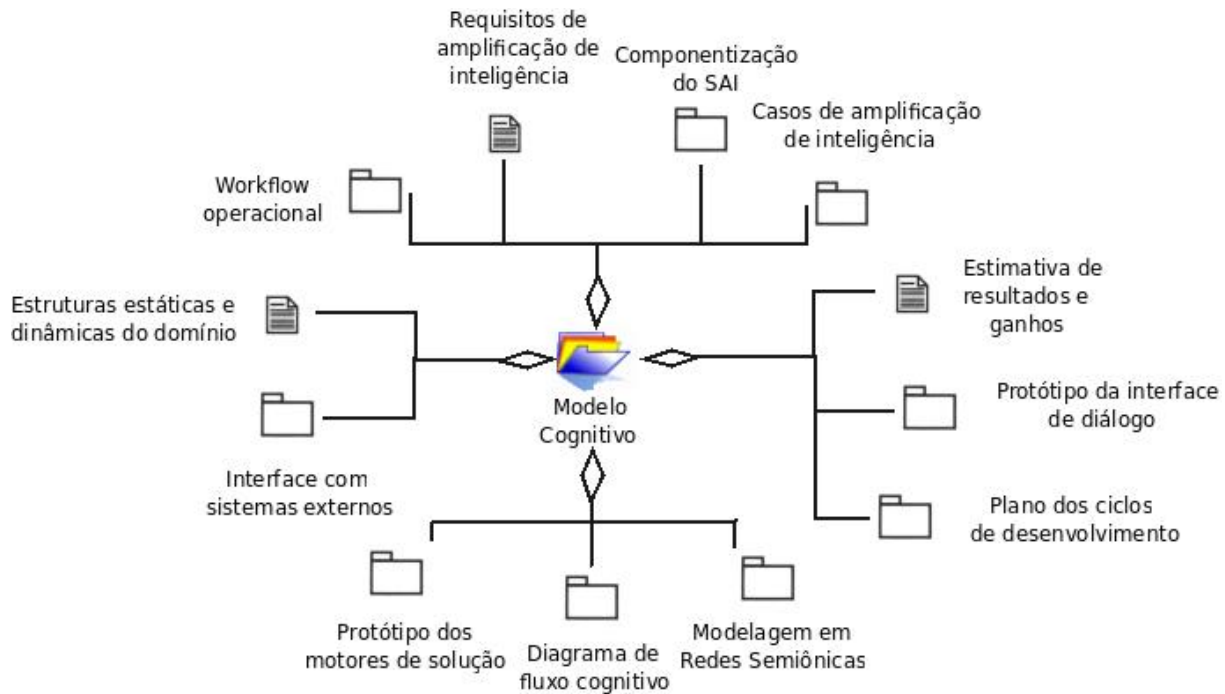 Requisitos de
amplificação de
inteligência
Componentização
do SAI
Casos de amplificação
de inteligência
Workflow
operacional
Estruturas estáticas e
dinâmicas do domínio
Estimativa de
resultados e
ganhos
Modelo
Cognitivo
Protótipo da interface
de diálogo
Interface com
sistemas externos
Plano dos ciclos
de desenvolvimento
Protótipo dos
motores de solução
Diagrama de
fluxo cognitivo
Modelagem em
Redes Semiônicas